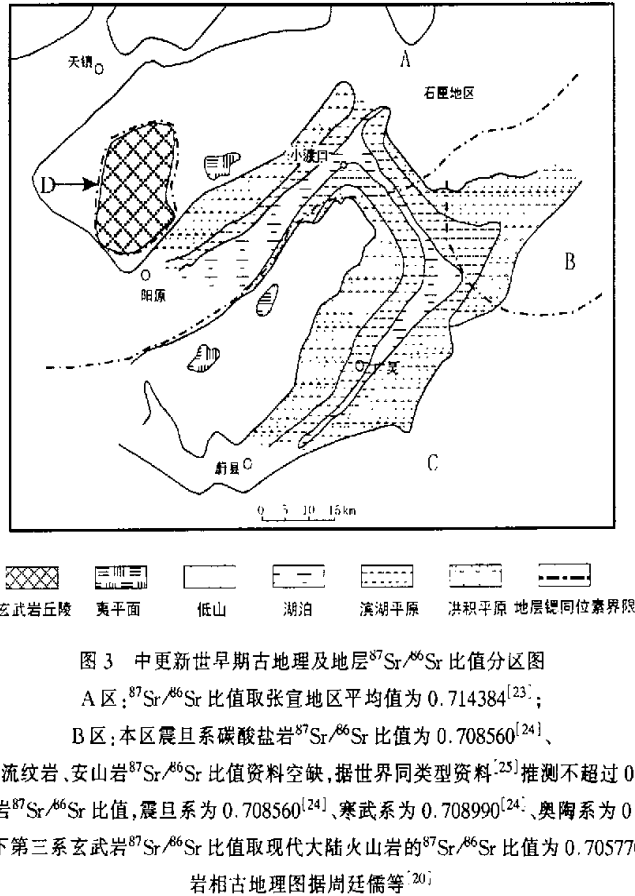 天镇
A
石匣地区
小渡口
D
B
阳原
C
蔚县
0 5 10 15km
玄武岩丘陵 夷平面 低山 湖泊 滨湖平原 洪积平原 地层锶同位素界限
图 3 中更新世早期古地理及地层⁸⁷Sr/⁸⁶Sr 比值分区图
A 区:⁸⁷Sr/⁸⁶Sr 比值取张宣地区平均值为 0.714384[23];
B 区:本区震旦系碳酸盐岩⁸⁷Sr/⁸⁶Sr 比值为 0.708560[24]、
流纹岩、安山岩⁸⁷Sr/⁸⁶Sr 比值资料空缺,据世界同类型资料[25]推测不超过 0
岩⁸⁷Sr/⁸⁶Sr 比值,震旦系为 0.708560[24]、寒武系为 0.708990[24]、奥陶系为 0
下第三系玄武岩⁸⁷Sr/⁸⁶Sr 比值取现代大陆火山岩的⁸⁷Sr/⁸⁶Sr 比值为 0.70577
岩相古地理图据周廷儒等[20]